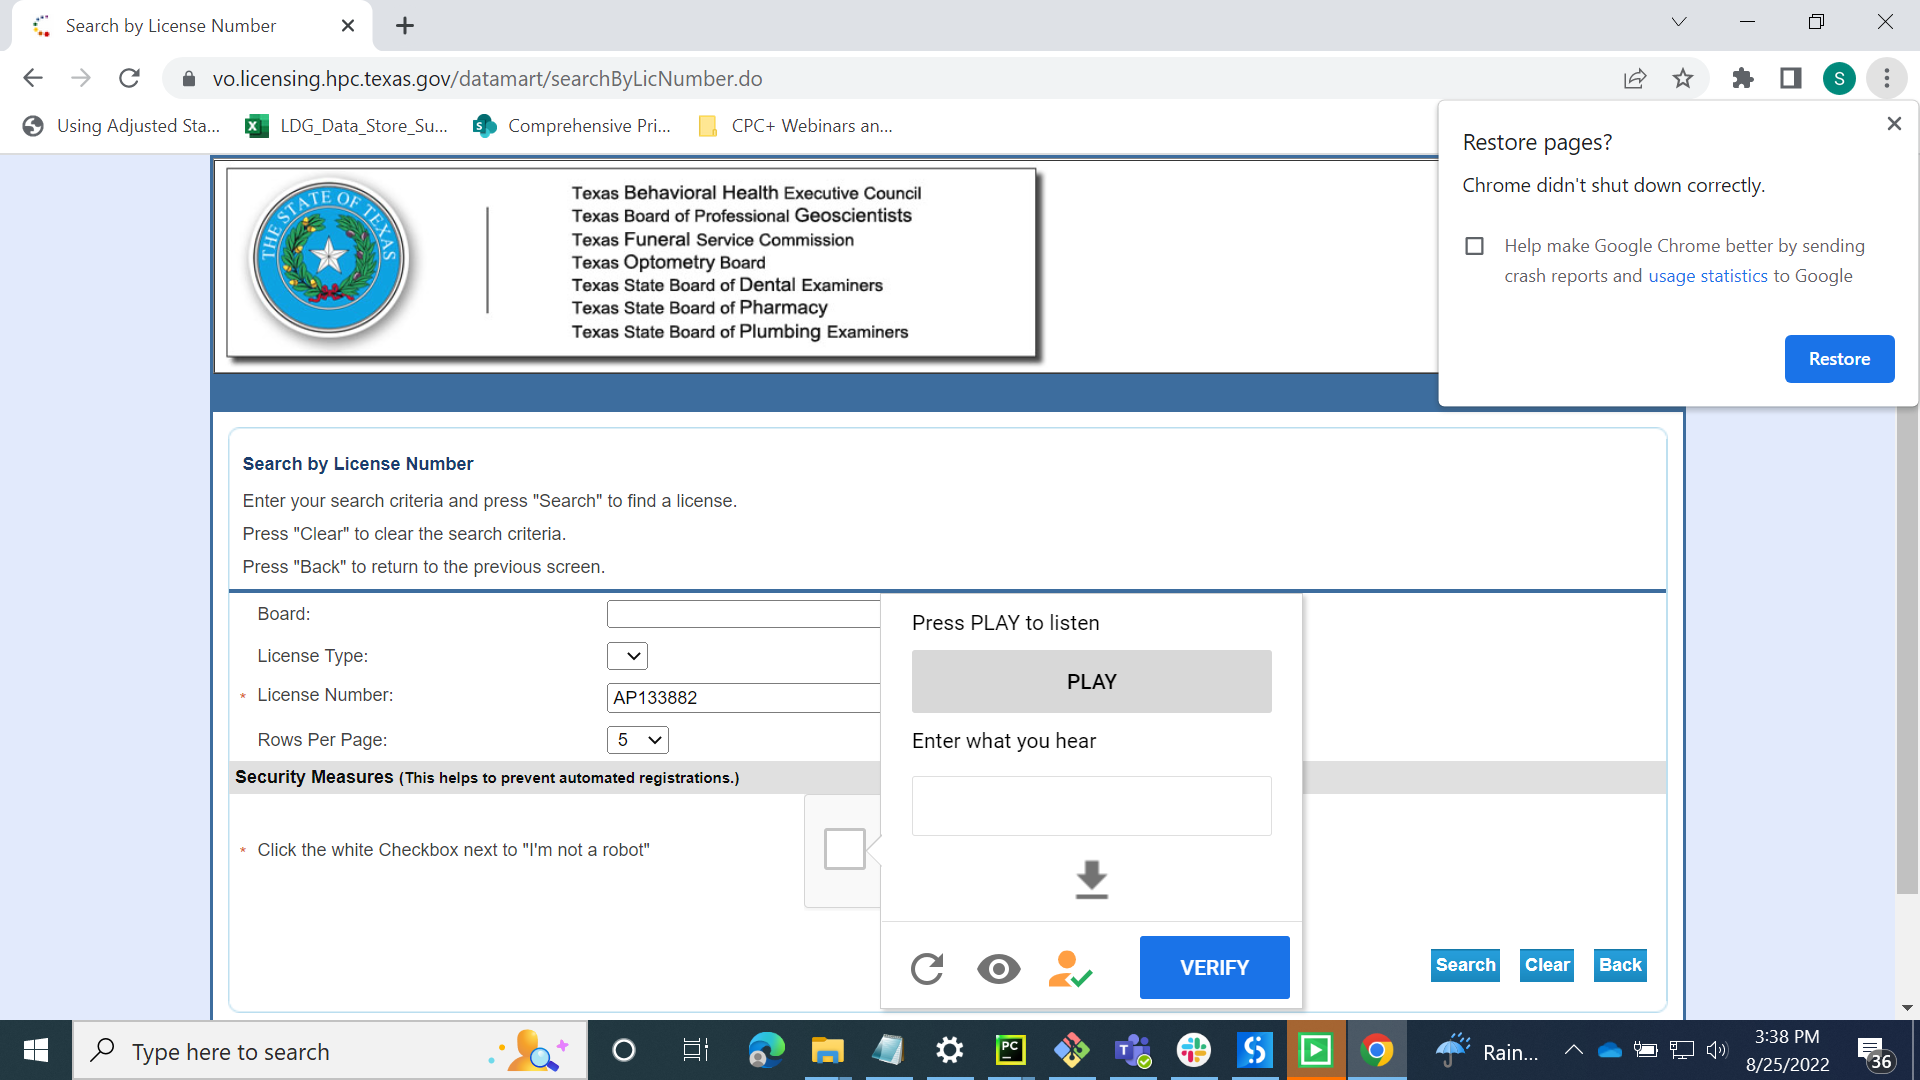 Search by License Number
vo.licensing.hpc.texas.gov/datamart/searchByLicNumber.do
S
Using Adjusted Sta...
LDG_Data_Store_Su...
Comprehensive Pri...
CPC+ Webinars an...
Restore pages?
Chrome didn't shut down correctly.
Help make Google Chrome better by sending
crash reports and usage statistics to Google
Restore
THE STATE OF TEXAS
Texas Behavioral Health Executive Council
Texas Board of Professional Geoscientists
Texas Funeral Service Commission
Texas Optometry Board
Texas State Board of Dental Examiners
Texas State Board of Pharmacy
Texas State Board of Plumbing Examiners
Search by License Number
Enter your search criteria and press "Search" to find a license.
Press "Clear" to clear the search criteria.
Press "Back" to return to the previous screen.
Board:
License Type:
* License Number:
AP133882
Rows Per Page:
5
Security Measures (This helps to prevent automated registrations.)
* Click the white Checkbox next to "I'm not a robot"
Press PLAY to listen
PLAY
Enter what you hear
VERIFY
Search
Clear
Back
Type here to search
PC
Rain...
3:38 PM
8/25/2022
36